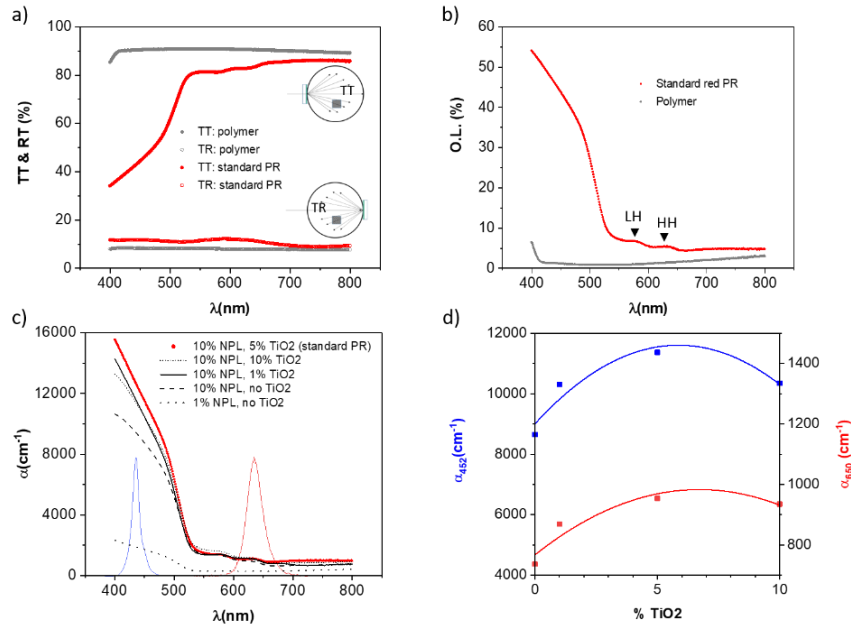 a)
100
80
60
40
20
0
TT & RT (%)
TT
TT: polymer
TR: polymer
TT: standard PR
TR: standard PR
TR
400 500 600 700 800
λ(nm)
b)
60
50
40
30
20
10
0
O.L. (%)
Standard red PR
Polymer
LH
HH
400 500 600 700 800
λ(nm)
c)
16000
12000
8000
4000
0
α(cm⁻¹)
10% NPL, 5% TiO2 (standard PR)
10% NPL, 10% TiO2
10% NPL, 1% TiO2
10% NPL, no TiO2
1% NPL, no TiO2
400 500 600 700 800
λ(nm)
d)
12000
10000
8000
6000
4000
α₄₅₂(cm⁻¹)
1400
1200
1000
800
α₆₅₀ (cm⁻¹)
0 5 10
% TiO2